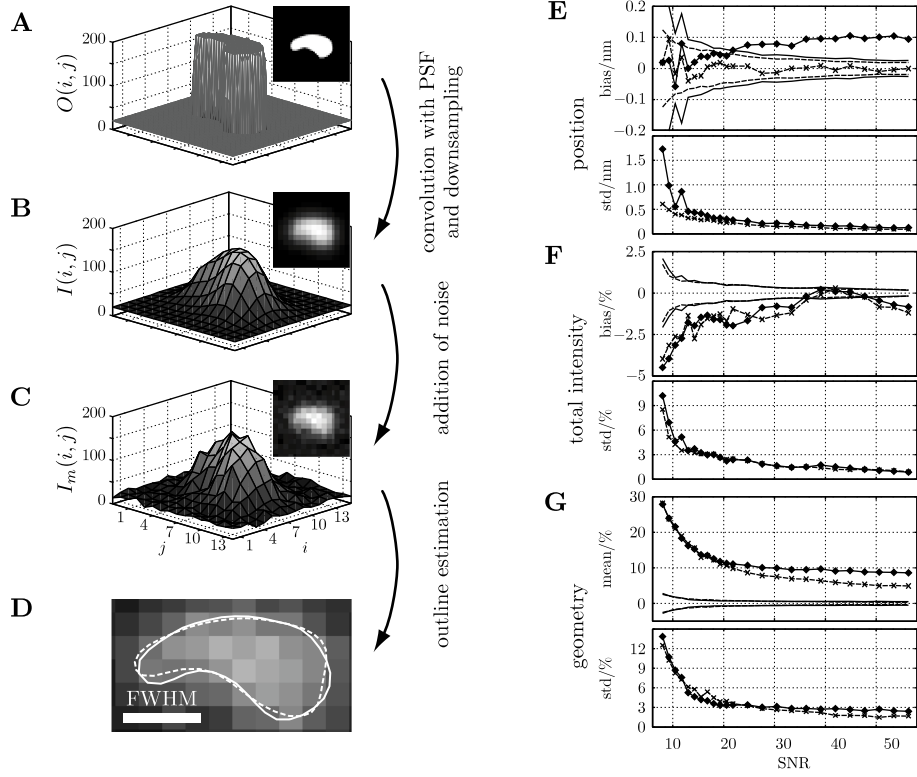 A
200
100
0
O(i, j)
convolution with PSF
and downsampling
B
200
100
0
I(i, j)
addition of noise
C
200
100
0
I_m(i, j)
1
4
7
10
13
j
1
4
7
10
13
i
outline estimation
D
FWHM
E
position
0.2
0.1
0
−0.1
−0.2
bias/nm
1.5
1.0
0.5
0
std/nm
F
total intensity
2.5
0
−2.5
−5
bias/%
9
6
3
0
std/%
G
geometry
30
20
10
0
mean/%
12
9
6
3
0
std/%
10
20
30
40
50
SNR